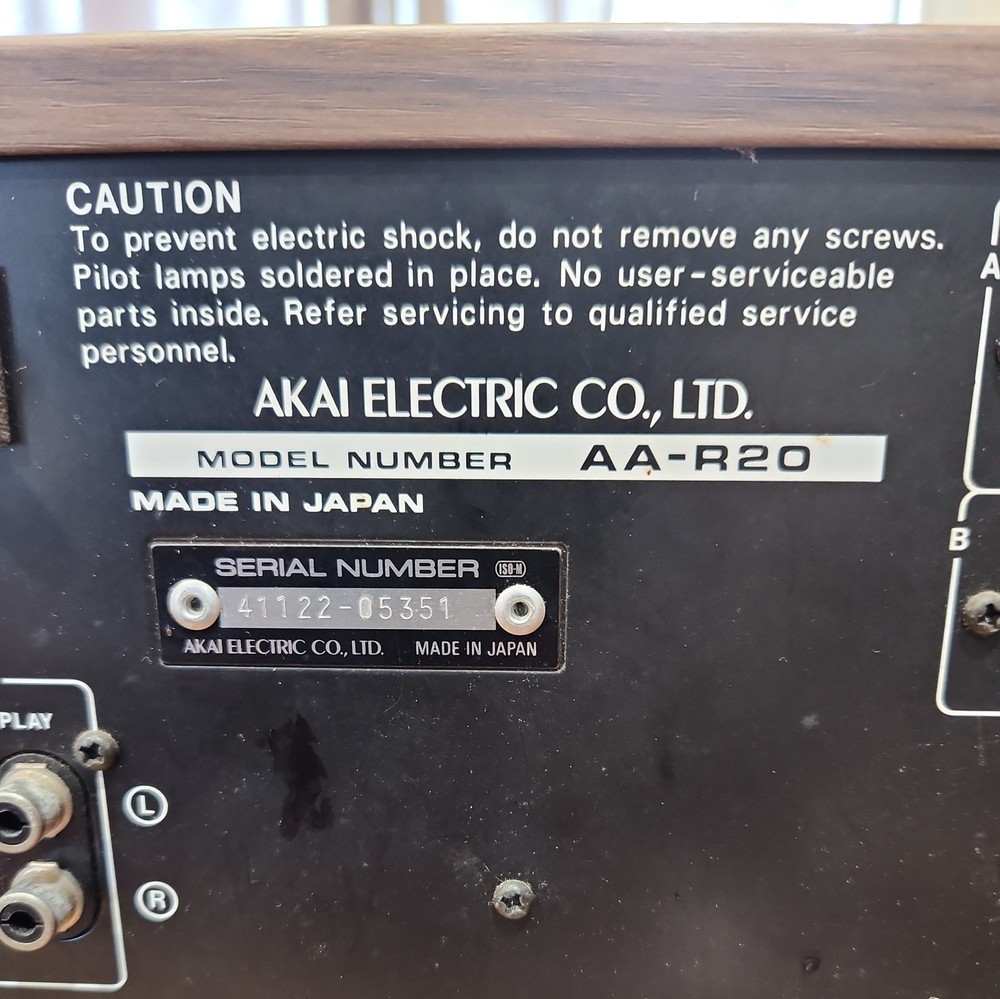 CAUTION
To prevent electric shock, do not remove any screws.
Pilot lamps soldered in place. No user-serviceable
parts inside. Refer servicing to qualified service
personnel.
AKAI ELECTRIC CO., LTD.
MODEL NUMBER AA-R20
MADE IN JAPAN
SERIAL NUMBER ISO-M
41122-05351
AKAI ELECTRIC CO., LTD. MADE IN JAPAN
A
B
PLAY
L
R